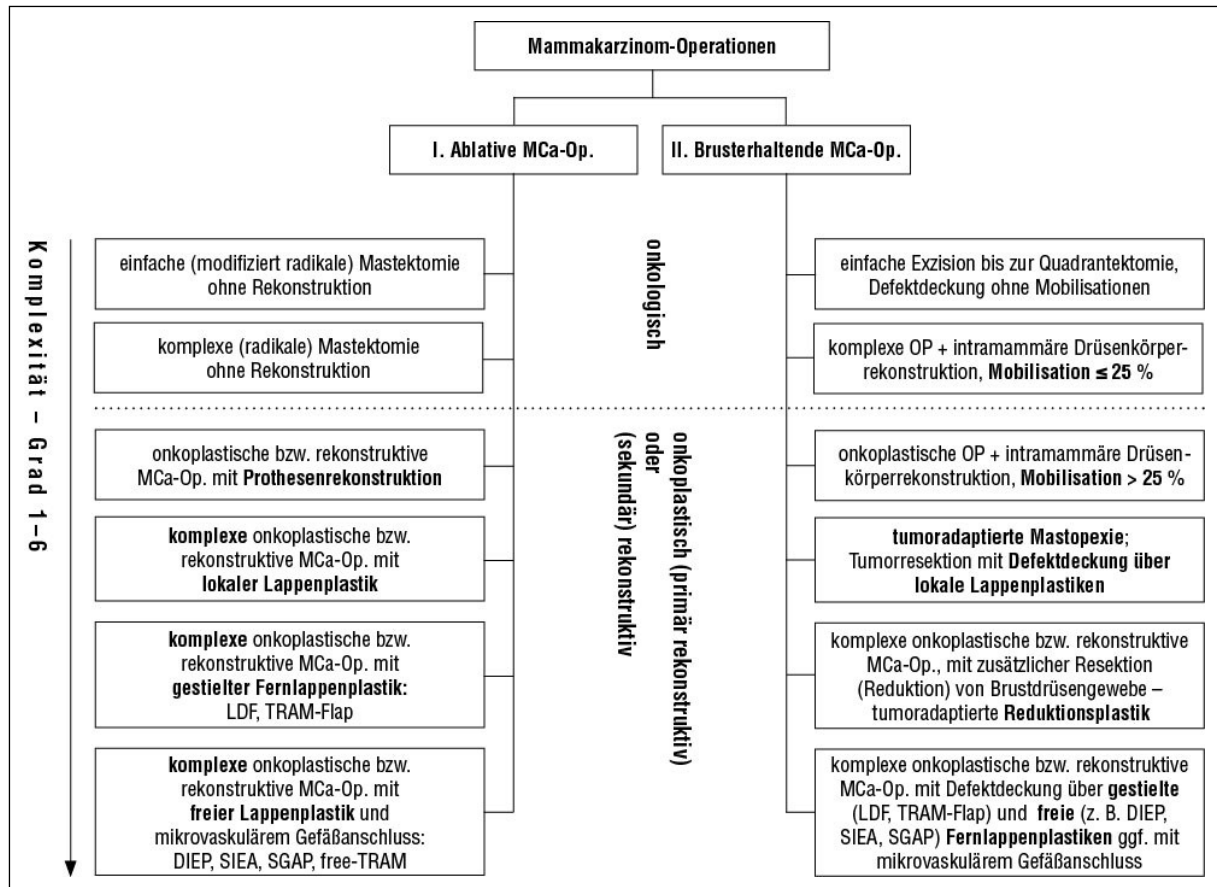 Mammakarzinom-Operationen
I. Ablative MCa-Op.
II. Brusterhaltende MCa-Op.
Komplexität – Grad 1–6
einfache (modifiziert radikale) Mastektomie
ohne Rekonstruktion
komplexe (radikale) Mastektomie
ohne Rekonstruktion
onkoplastische bzw. rekonstruktive
MCa-Op. mit Prothesenrekonstruktion
komplexe onkoplastische bzw.
rekonstruktive MCa-Op. mit
lokaler Lappenplastik
komplexe onkoplastische bzw.
rekonstruktive MCa-Op. mit
gestielter Fernlappenplastik:
LDF, TRAM-Flap
komplexe onkoplastische bzw.
rekonstruktive MCa-Op. mit
freier Lappenplastik und
mikrovaskulärem Gefäßanschluss:
DIEP, SIEA, SGAP, free-TRAM
onkologisch
onkoplastisch (primär rekonstruktiv)
oder
(sekundär) rekonstruktiv
einfache Exzision bis zur Quadrantektomie,
Defektdeckung ohne Mobilisationen
komplexe OP + intramammäre Drüsenkörper-
rekonstruktion, Mobilisation ≤ 25 %
onkoplastische OP + intramammäre Drüsen-
körperrekonstruktion, Mobilisation > 25 %
tumoradaptierte Mastopexie;
Tumorresektion mit Defektdeckung über
lokale Lappenplastiken
komplexe onkoplastische bzw. rekonstruktive
MCa-Op., mit zusätzlicher Resektion
(Reduktion) von Brustdrüsengewebe –
tumoradaptierte Reduktionsplastik
komplexe onkoplastische bzw. rekonstruktive
MCa-Op. mit Defektdeckung über gestielte
(LDF, TRAM-Flap) und freie (z. B. DIEP,
SIEA, SGAP) Fernlappenplastiken ggf. mit
mikrovaskulärem Gefäßanschluss